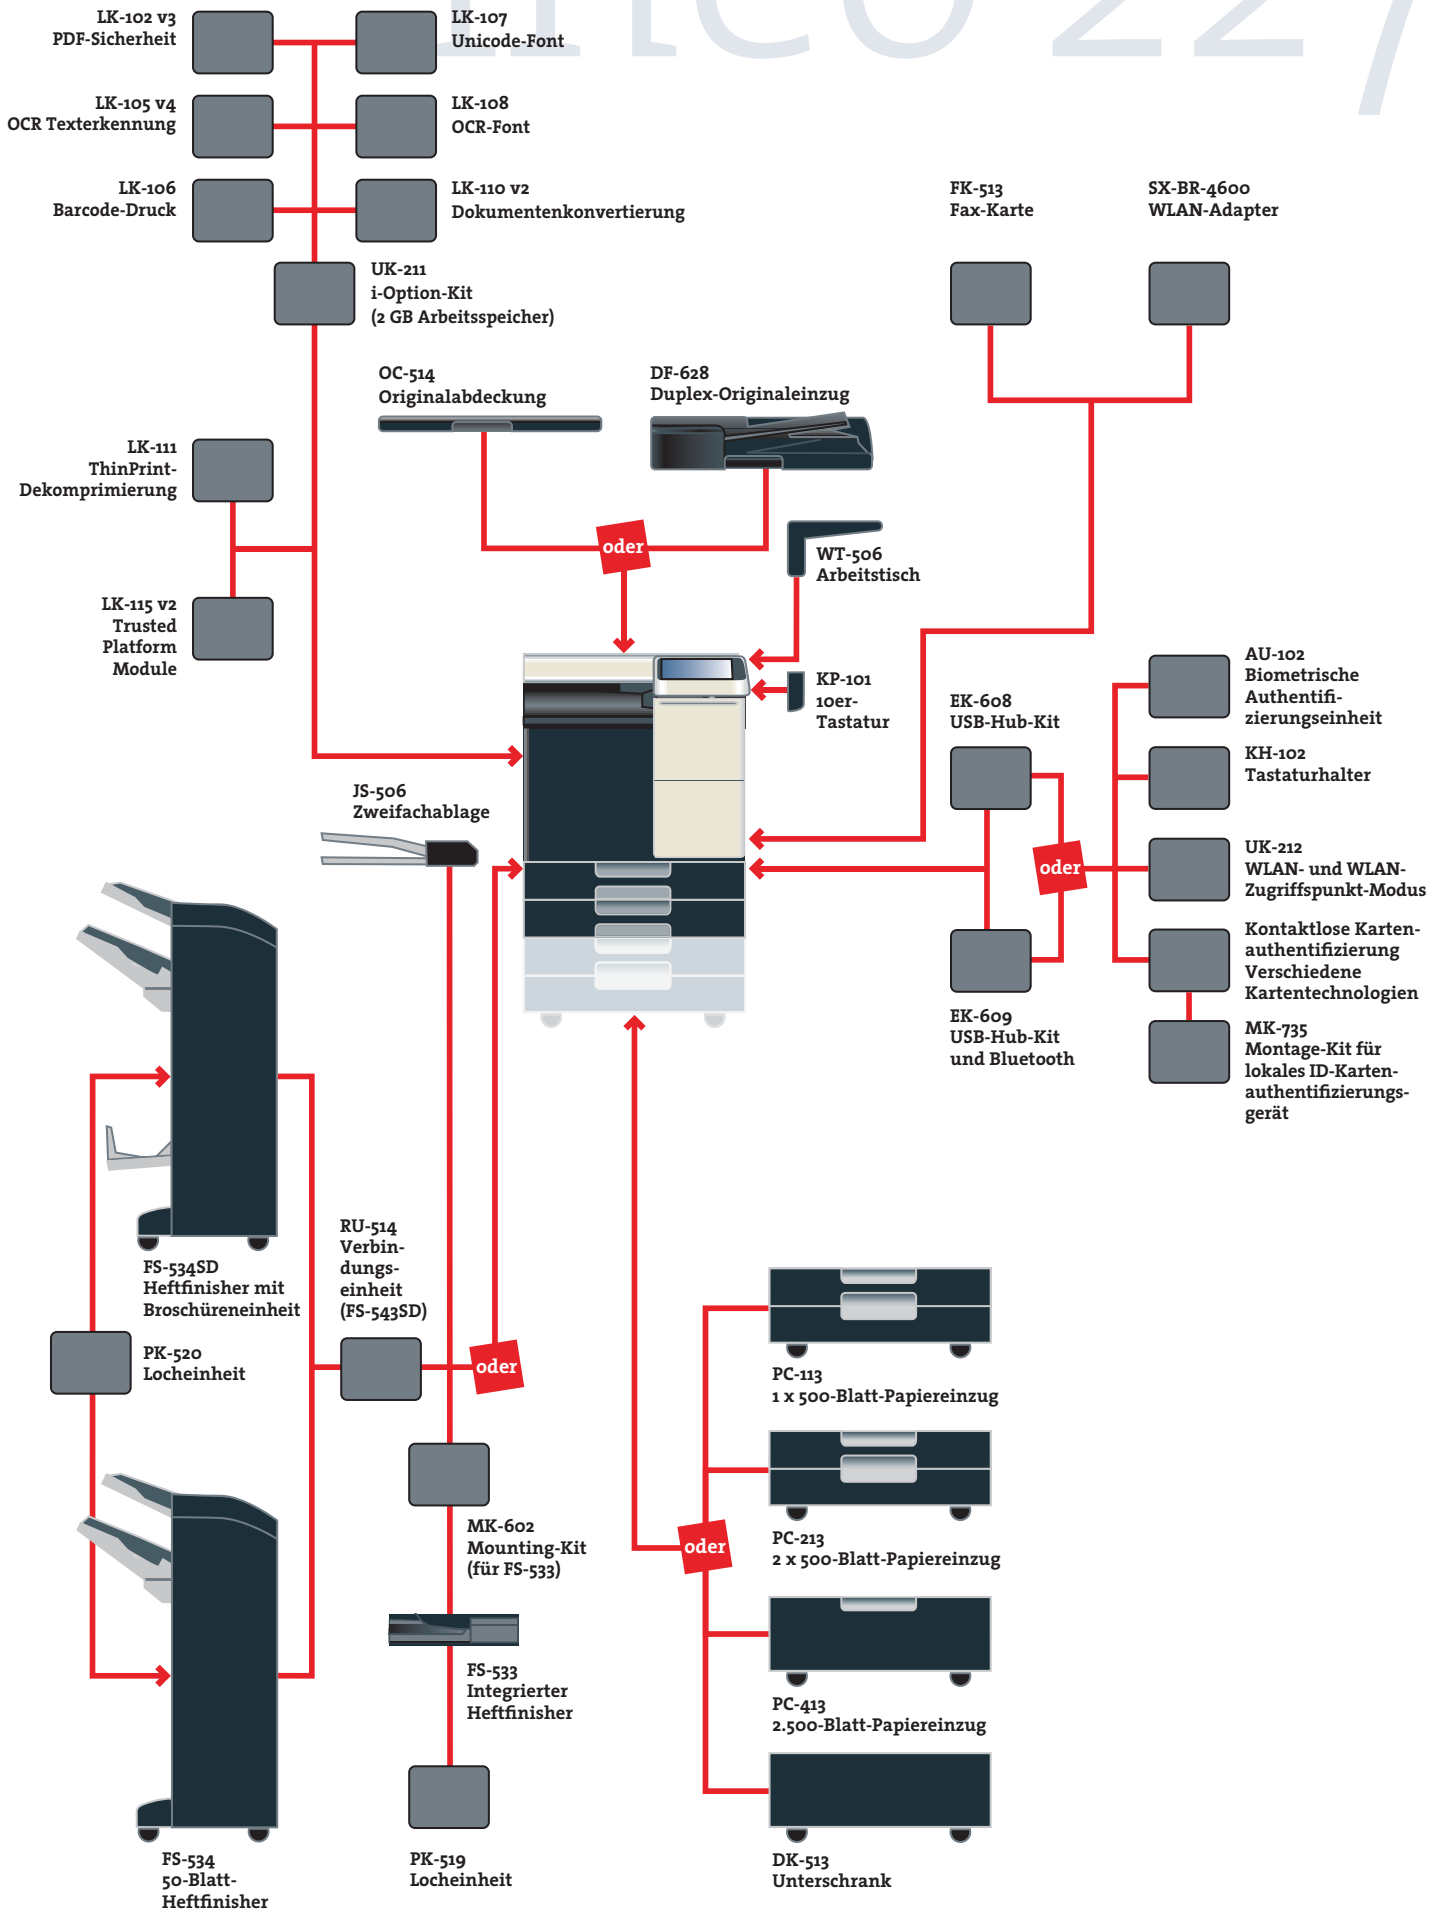 ineo 227
LK-102 v3
PDF-Sicherheit
LK-107
Unicode-Font
LK-105 v4
OCR Texterkennung
LK-108
OCR-Font
LK-106
Barcode-Druck
LK-110 v2
Dokumentenkonvertierung
FK-513
Fax-Karte
SX-BR-4600
WLAN-Adapter
UK-211
i-Option-Kit
(2 GB Arbeitsspeicher)
OC-514
Originalabdeckung
DF-628
Duplex-Originaleinzug
LK-111
ThinPrint-
Dekomprimierung
oder
WT-506
Arbeitstisch
LK-115 v2
Trusted
Platform
Module
KP-101
10er-
Tastatur
EK-608
USB-Hub-Kit
AU-102
Biometrische
Authentifi-
zierungseinheit
KH-102
Tastaturhalter
JS-506
Zweifachablage
oder
UK-212
WLAN- und WLAN-
Zugriffspunkt-Modus
Kontaktlose Karten-
authentifizierung
Verschiedene
Kartentechnologien
EK-609
USB-Hub-Kit
und Bluetooth
MK-735
Montage-Kit für
lokales ID-Karten-
authentifizierungs-
gerät
FS-534SD
Heftfinisher mit
Broschüreneinheit
RU-514
Verbin-
dungs-
einheit
(FS-543SD)
PK-520
Locheinheit
oder
PC-113
1 x 500-Blatt-Papiereinzug
MK-602
Mounting-Kit
(für FS-533)
oder
PC-213
2 x 500-Blatt-Papiereinzug
FS-533
Integrierter
Heftfinisher
PC-413
2.500-Blatt-Papiereinzug
FS-534
50-Blatt-
Heftfinisher
PK-519
Locheinheit
DK-513
Unterschrank